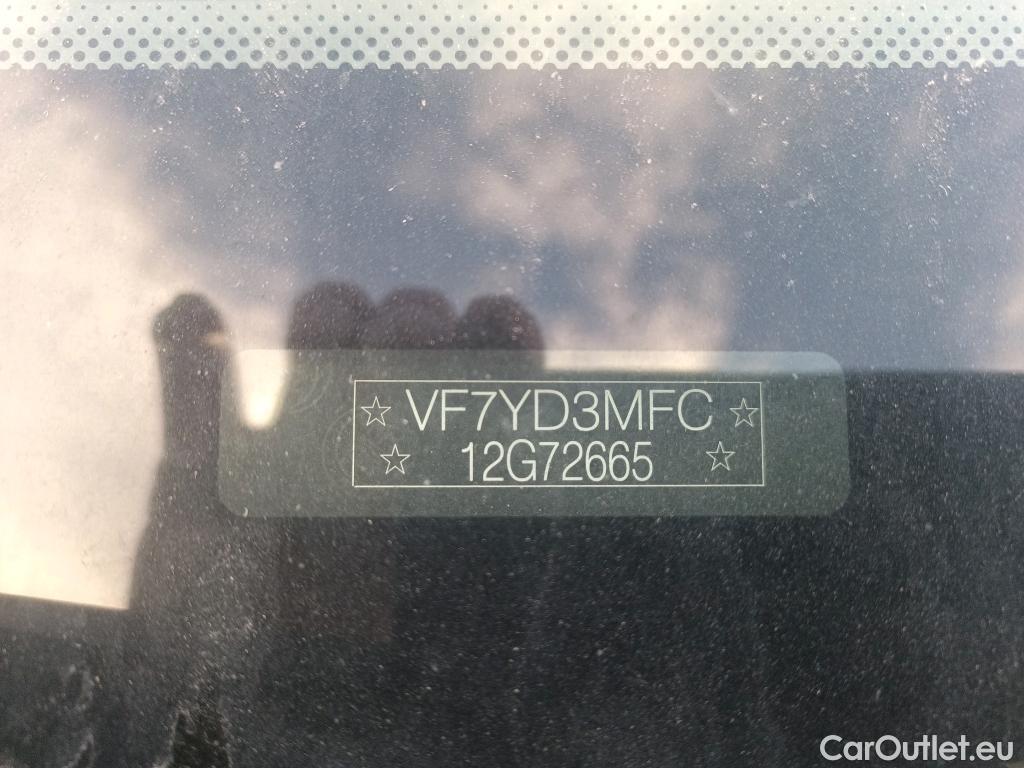 ☆ VF7YD3MFC ☆
☆ 12G72665 ☆
CarOutlet.eu